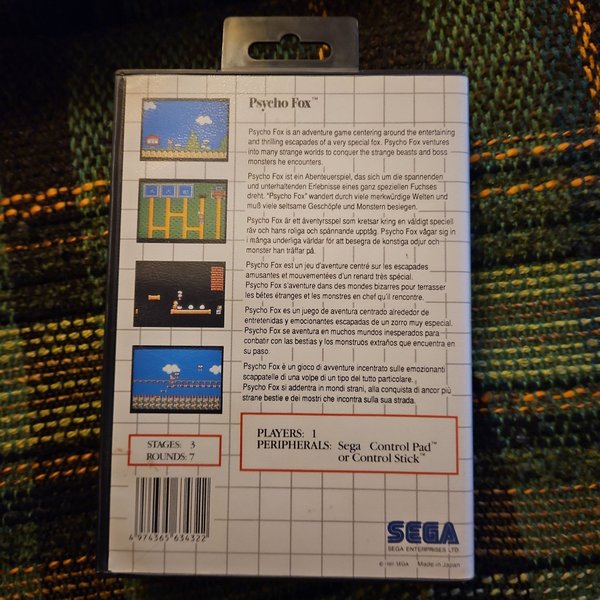 Psycho Fox™
Psycho Fox is an adventure game centering around the entertaining
and thrilling escapades of a very special fox. Psycho Fox ventures
into many strange worlds to conquer the strange beasts and boss
monsters he encounters.
Psycho Fox ist ein Abenteuerspiel, das sich um die spannenden
und unterhaltenden Erlebnisse eines ganz speziellen Fuchses
dreht. "Psycho Fox" wandert durch viele merkwürdige Welten und
muß viele seltsame Geschöpfe und Monstern besiegen.
Psycho Fox är ett äventyrsspel som kretsar kring en väldigt speciell
räv och hans roliga och spännande upptåg. Psycho Fox vågar sig in
i många underliga världar för att besegra de konstiga odjur och
monster han träffar på.
Psycho Fox est un jeu d'aventure centré sur les escapades
amusantes et mouvementées d'un renard très spécial.
Psycho Fox s'aventure dans des mondes bizarres pour terrasser
les bêtes étranges et les monstres en chef qu'il rencontre.
Psycho Fox es un juego de aventura centrado alrededor de
entretenidas y emocionantes escapadas de un zorro muy especial.
Psycho Fox se aventura en muchos mundos inesperados para
combatir con las bestias y los monstruos extraños que encuentra en
su paso.
Psycho Fox è un gioco di avventure incentrato sulle emozionanti
scappatelle di una volpe di un tipo del tutto particolare.
Psycho Fox si addentra in mondi strani, alla conquista di ancor più
strane bestie e dei mostri che incontra sulla sua strada.
STAGES: 3
ROUNDS: 7
PLAYERS: 1
PERIPHERALS: Sega Control Pad™
or Control Stick™
4 974365 634322
SEGA
SEGA ENTERPRISES LTD.
Made in Japan